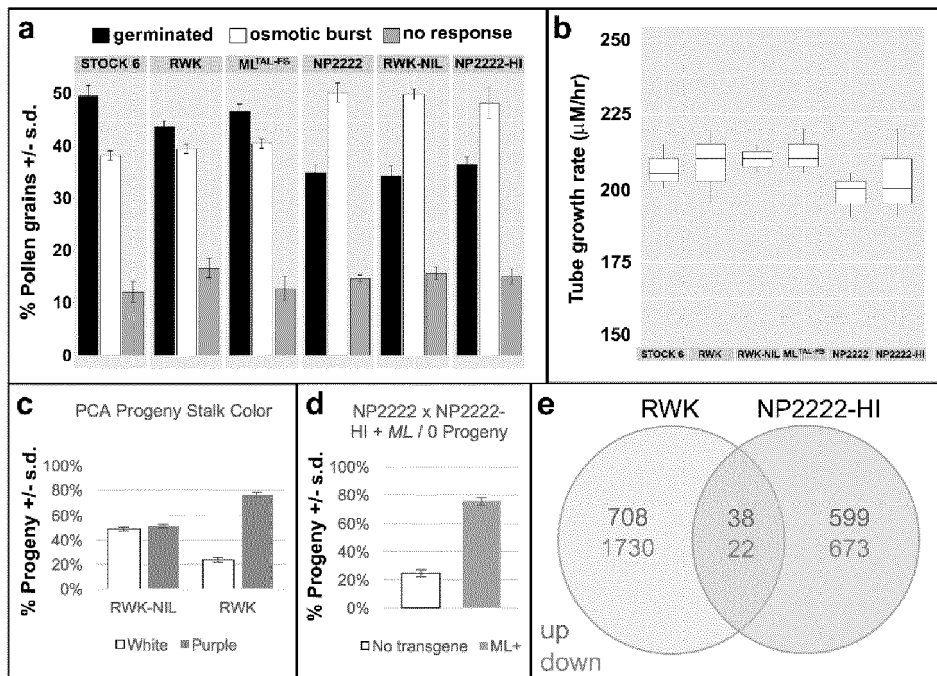 a
germinated osmotic burst no response
STOCK 6 RWK ML^TAL-FS NP2222 RWK-NIL NP2222-HI
% Pollen grains +/- s.d.
50
40
30
20
10
0
b
Tube growth rate (µM/hr)
250
225
200
175
150
STOCK 6 RWK RWK-NIL ML^TAL-FS NP2222 NP2222-HI
c
PCA Progeny Stalk Color
% Progeny +/- s.d.
100%
80%
60%
40%
20%
0%
RWK-NIL RWK
White Purple
d
NP2222 x NP2222-
HI + ML / 0 Progeny
% Progeny +/- s.d.
100%
80%
60%
40%
20%
0%
No transgene ML+
e
RWK NP2222-HI
708 38 599
1730 22 673
up
down